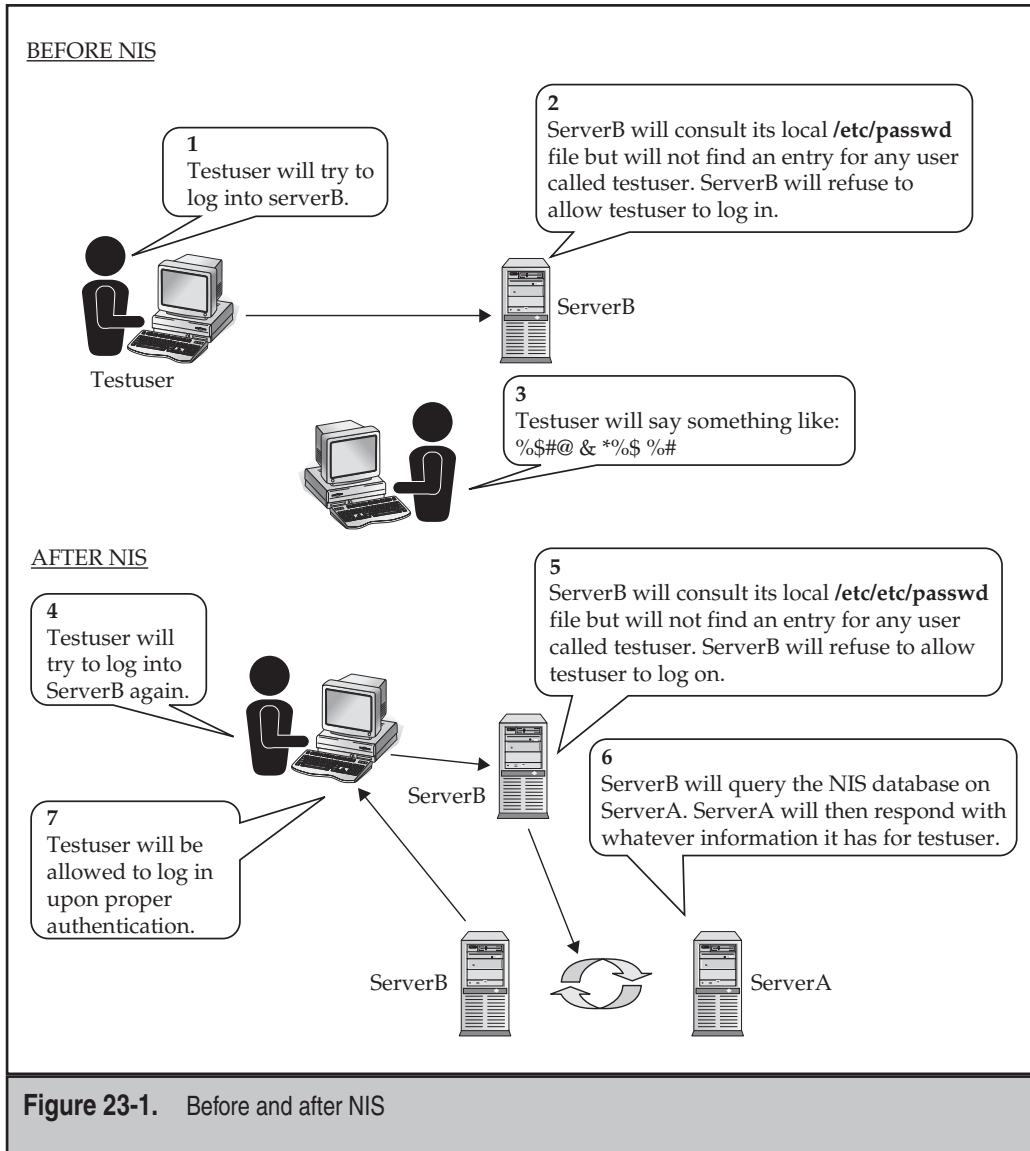 BEFORE NIS
1
Testuser will try to
log into serverB.
2
ServerB will consult its local /etc/passwd
file but will not find an entry for any user
called testuser. ServerB will refuse to
allow testuser to log in.
ServerB
Testuser
3
Testuser will say something like:
%$#@ & *%$ %#
AFTER NIS
4
Testuser will
try to log into
ServerB again.
5
ServerB will consult its local /etc/etc/passwd
file but will not find an entry for any user
called testuser. ServerB will refuse to allow
testuser to log on.
ServerB
6
ServerB will query the NIS database on
ServerA. ServerA will then respond with
whatever information it has for testuser.
7
Testuser will be
allowed to log in
upon proper
authentication.
ServerB
ServerA
Figure 23-1. Before and after NIS